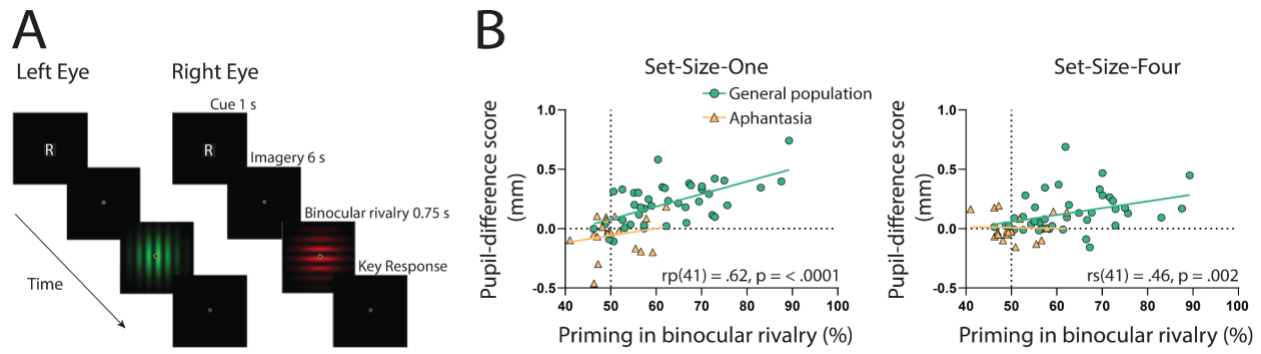 A
Left Eye
Right Eye
Cue 1 s
R
R
Imagery 6 s
Binocular rivalry 0.75 s
Key Response
Time
B
Set-Size-One
General population
Aphantasia
Pupil-difference score
(mm)
1.0
0.5
0.0
-0.5
40
50
60
70
80
90
100
rp(41) = .62, p = < .0001
Priming in binocular rivalry (%)
Set-Size-Four
Pupil-difference score
(mm)
1.0
0.5
0.0
-0.5
40
50
60
70
80
90
100
rs(41) = .46, p = .002
Priming in binocular rivalry (%)